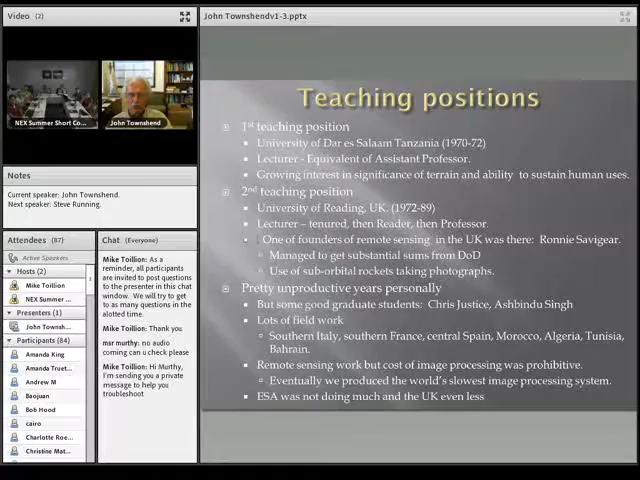 Video (2)
John Townshendv1-3.pptx
NEX Summer Short Co...
John Townshend
Notes
Current speaker: John Townshend.
Next speaker: Steve Running.
Attendees (87)
Active Speakers
Hosts (2)
Mike Toillion
NEX Summer ...
Presenters (1)
John Townsh...
Participants (84)
Amanda King
Amanda Truet...
Andrew M
Baojuan
Bob Hood
cairo
Charlotte Roe...
Christine Mat...
Chat (Everyone)
Mike Toillion: As a
reminder, all participants
are invited to post questions
to the presenter in this chat
window. We will try to get
to as many questions in the
alotted time.
Mike Toillion: Thank you
msr murthy: no audio
coming can u check please
Mike Toillion: Hi Murthy,
I'm sending you a private
message to help you
troubleshoot
Teaching positions
1st teaching position
University of Dar es Salaam Tanzania (1970-72)
Lecturer - Equivalent of Assistant Professor.
Growing interest in significance of terrain and ability to sustain human uses.
2nd teaching position
University of Reading, UK. (1972-89)
Lecturer – tenured, then Reader, then Professor.
One of founders of remote sensing in the UK was there: Ronnie Savigear.
Managed to get substantial sums from DoD
Use of sub-orbital rockets taking photographs.
Pretty unproductive years personally
But some good graduate students: Chris Justice, Ashbindu Singh
Lots of field work
Southern Italy, southern France, central Spain, Morocco, Algeria, Tunisia,
Bahrain.
Remote sensing work but cost of image processing was prohibitive.
Eventually we produced the world's slowest image processing system.
ESA was not doing much and the UK even less